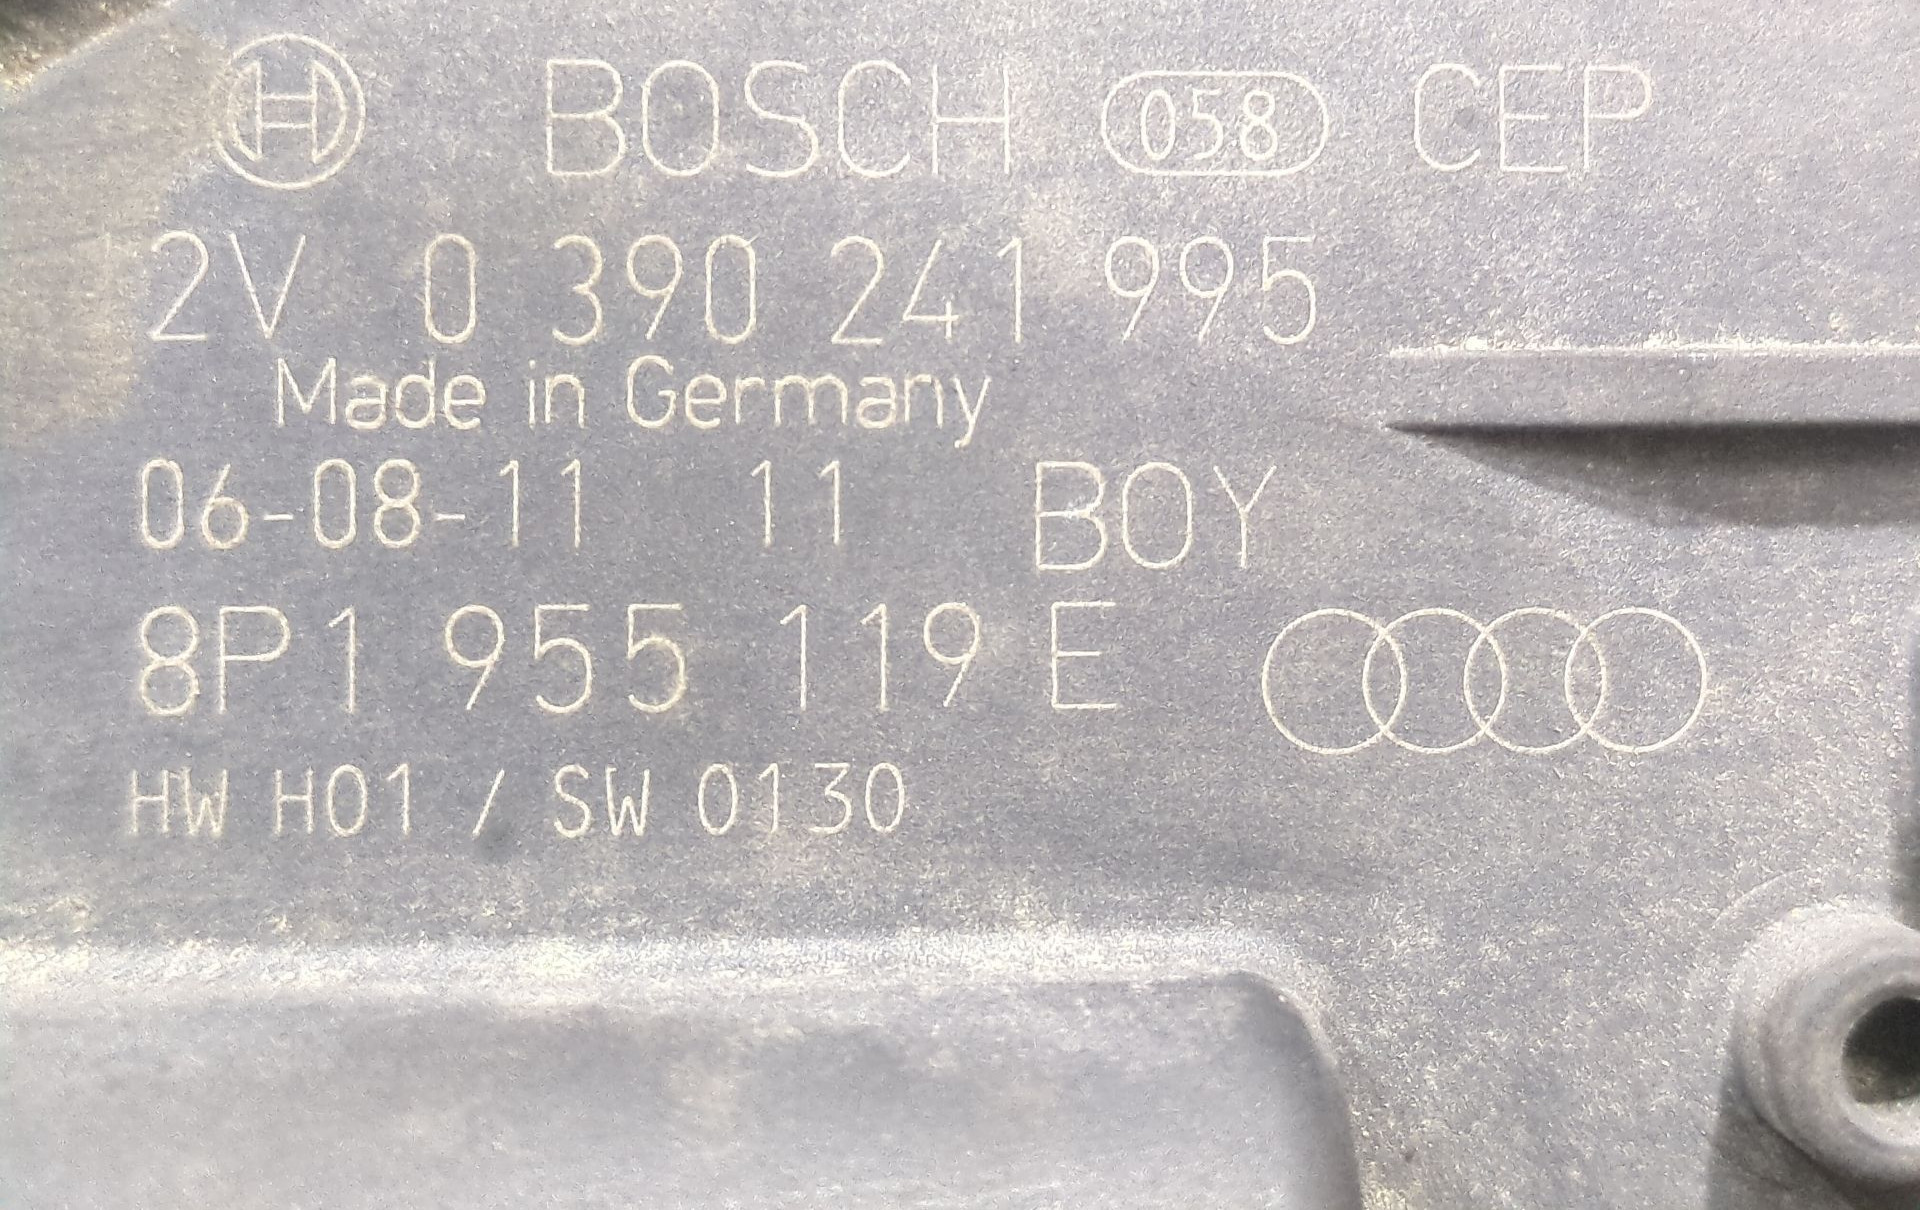 BOSCH 058 CEP
2V 0 390 241 995
Made in Germany
06-08-11 11 BOY
8P1 955 119 E
HW H01 / SW 0130